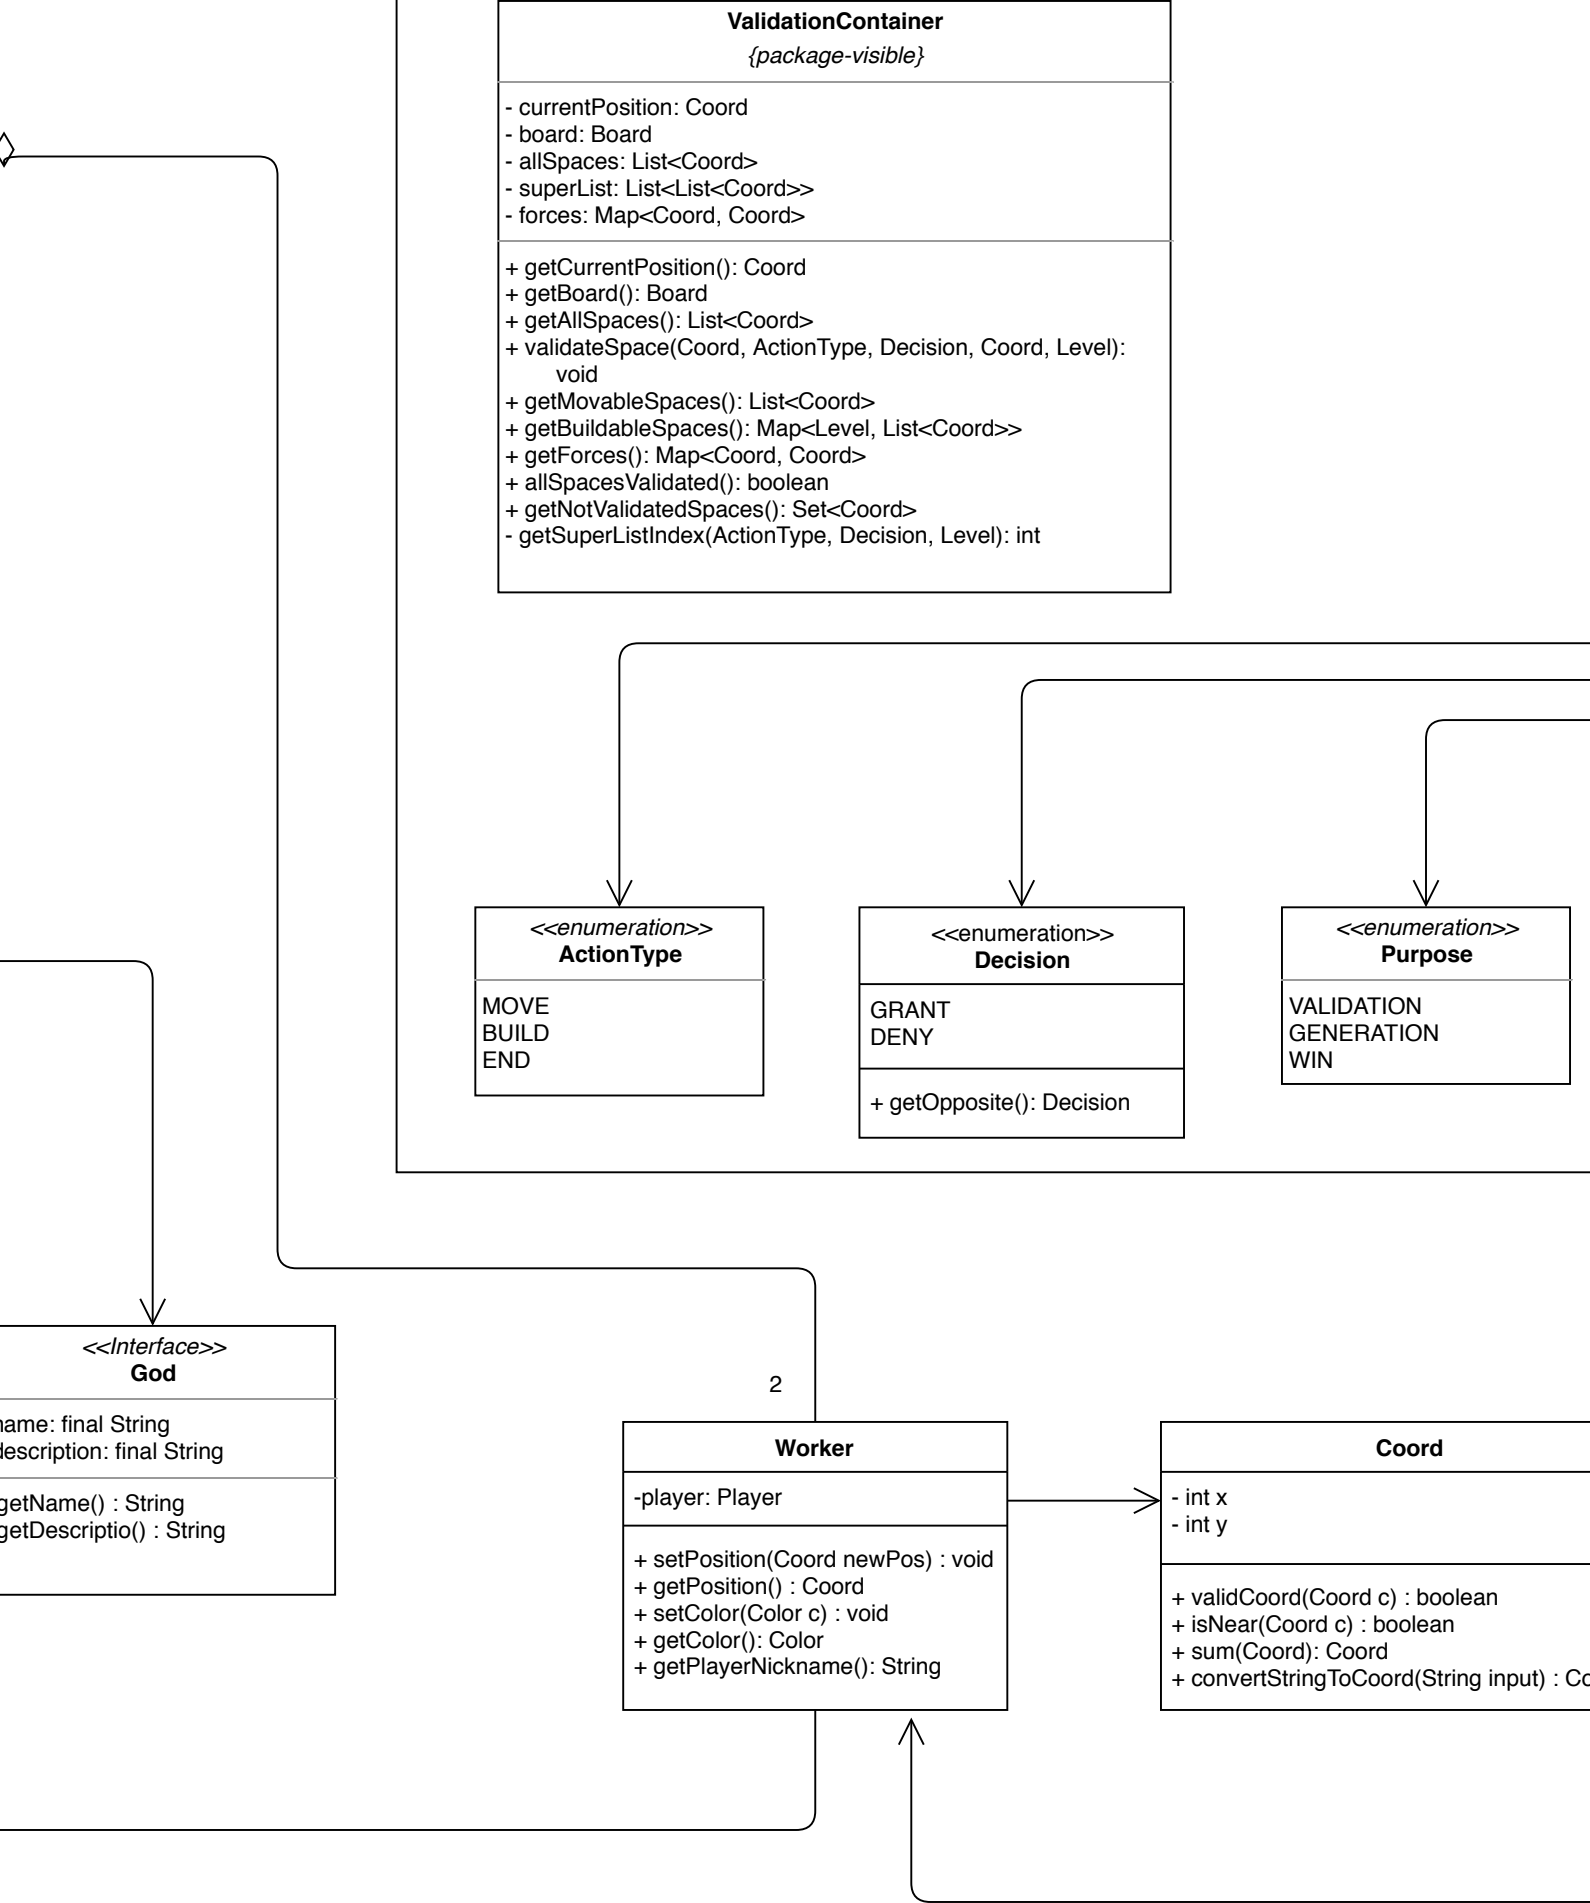 ValidationContainer
{package-visible}
- currentPosition: Coord
- board: Board
- allSpaces: List<Coord>
- superList: List<List<Coord>>
- forces: Map<Coord, Coord>
+ getCurrentPosition(): Coord
+ getBoard(): Board
+ getAllSpaces(): List<Coord>
+ validateSpace(Coord, ActionType, Decision, Coord, Level):
void
+ getMovableSpaces(): List<Coord>
+ getBuildableSpaces(): Map<Level, List<Coord>>
+ getForces(): Map<Coord, Coord>
+ allSpacesValidated(): boolean
+ getNotValidatedSpaces(): Set<Coord>
- getSuperListIndex(ActionType, Decision, Level): int
<<enumeration>>
ActionType
MOVE
BUILD
END
<<enumeration>>
Decision
GRANT
DENY
+ getOpposite(): Decision
<<enumeration>>
Purpose
VALIDATION
GENERATION
WIN
<<Interface>>
God
name: final String
description: final String
getName() : String
getDescriptio() : String
2
Worker
-player: Player
+ setPosition(Coord newPos) : void
+ getPosition() : Coord
+ setColor(Color c) : void
+ getColor(): Color
+ getPlayerNickname(): String
Coord
- int x
- int y
+ validCoord(Coord c) : boolean
+ isNear(Coord c) : boolean
+ sum(Coord): Coord
+ convertStringToCoord(String input) : Co